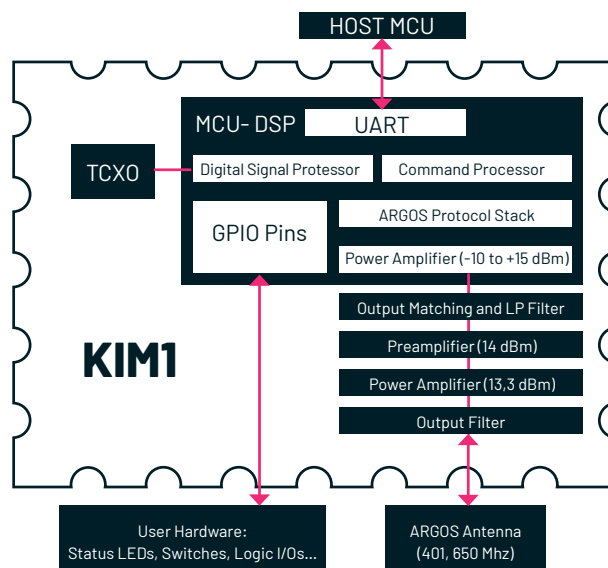 HOST MCU
MCU- DSP
UART
TCXO
Digital Signal Protessor
Command Processor
GPIO Pins
ARGOS Protocol Stack
Power Amplifier (-10 to +15 dBm)
Output Matching and LP Filter
KIM1
Preamplifier (14 dBm)
Power Amplifier (13,3 dBm)
Output Filter
User Hardware:
Status LEDs, Switches, Logic I/Os...
ARGOS Antenna
(401, 650 Mhz)